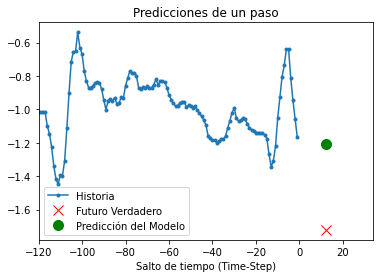 Predicciones de un paso
−0.6
−0.8
−1.0
−1.2
−1.4
−1.6
Historia
Futuro Verdadero
Predicción del Modelo
−120 −100 −80 −60 −40 −20 0 20
Salto de tiempo (Time-Step)